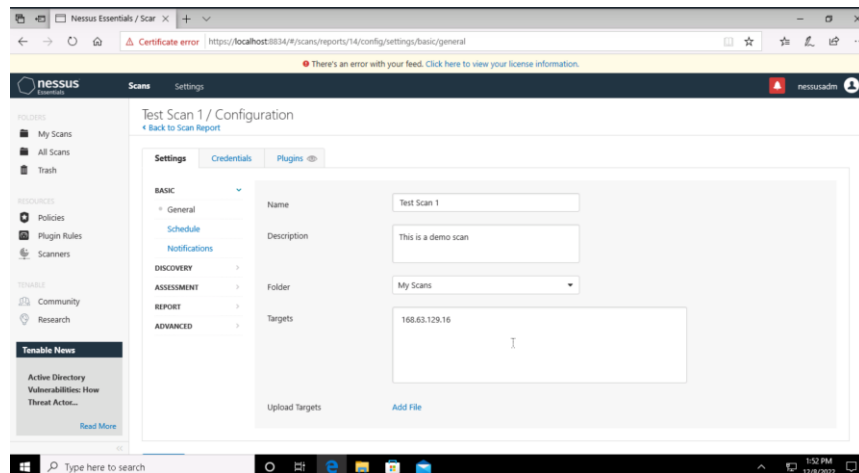 Nessus Essentials / Scar
Certificate error https://localhost:8834/#/scans/reports/14/config/settings/basic/general
There's an error with your feed. Click here to view your license information.
nessus
Essentials
Scans
Settings
nessusadm
FOLDERS
My Scans
All Scans
Trash
RESOURCES
Policies
Plugin Rules
Scanners
TENABLE
Community
Research
Tenable News
Active Directory
Vulnerabilities: How
Threat Actor...
Read More
Test Scan 1 / Configuration
Back to Scan Report
Settings
Credentials
Plugins
BASIC
General
Schedule
Notifications
DISCOVERY
ASSESSMENT
REPORT
ADVANCED
Name
Test Scan 1
Description
This is a demo scan
Folder
My Scans
Targets
168.63.129.16
Upload Targets
Add File
Type here to search
1:52 PM
12/8/2022